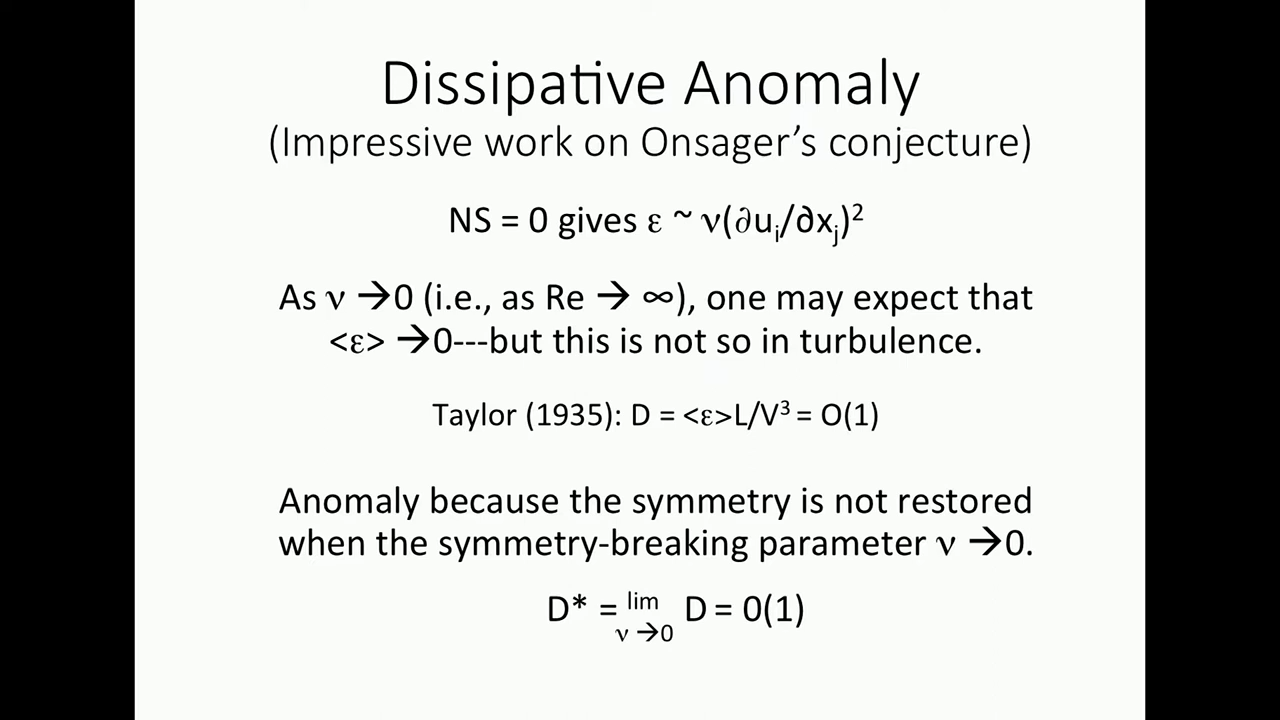 Dissipative Anomaly
(Impressive work on Onsager’s conjecture)
NS = 0 gives ε ~ ν(∂uᵢ/∂xⱼ)²
As ν →0 (i.e., as Re → ∞), one may expect that
<ε> →0---but this is not so in turbulence.
Taylor (1935): D = <ε>L/V³ = O(1)
Anomaly because the symmetry is not restored
when the symmetry-breaking parameter ν →0.
D* = lim D = 0(1)
ν →0